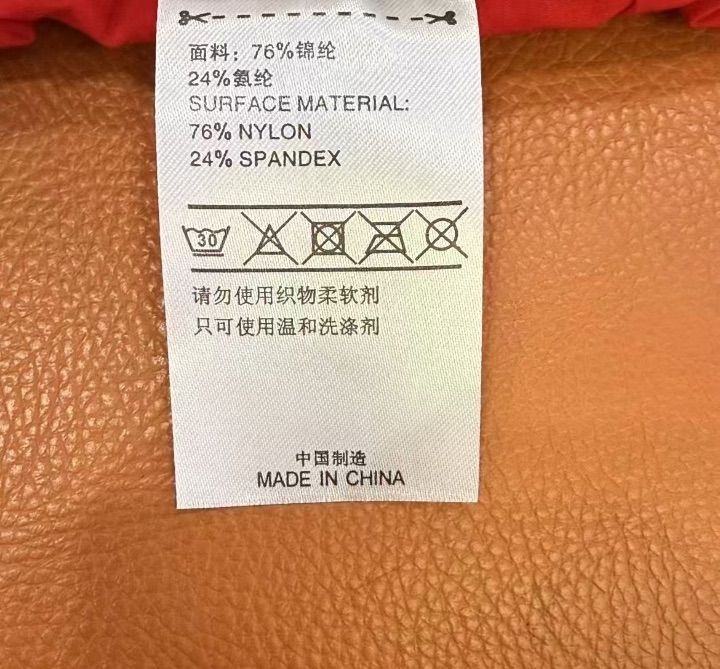 面料：76%锦纶
24%氨纶
SURFACE MATERIAL:
76% NYLON
24% SPANDEX
30
请勿使用织物柔软剂
只可使用温和洗涤剂
中国制造
MADE IN CHINA